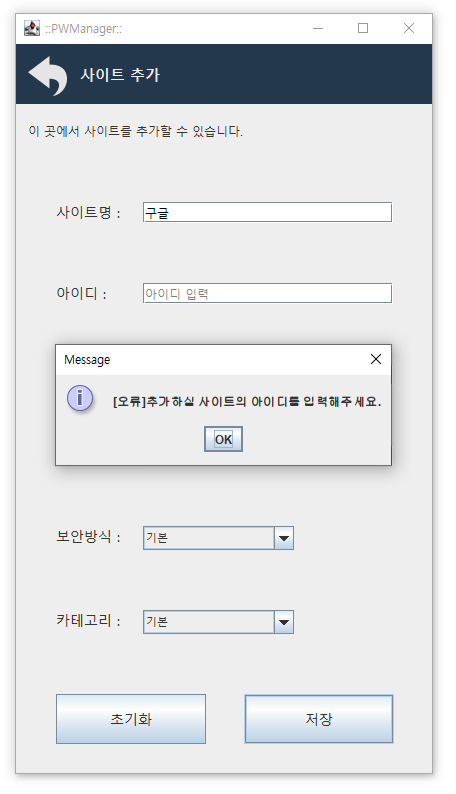 ::PWManager::
사이트 추가
이 곳에서 사이트를 추가할 수 있습니다.
사이트명 : 구글
아이디 : 아이디 입력
Message
[오류]추가하실 사이트의 아이디를 입력해주세요.
OK
보안방식 : 기본
카테고리 : 기본
초기화 저장